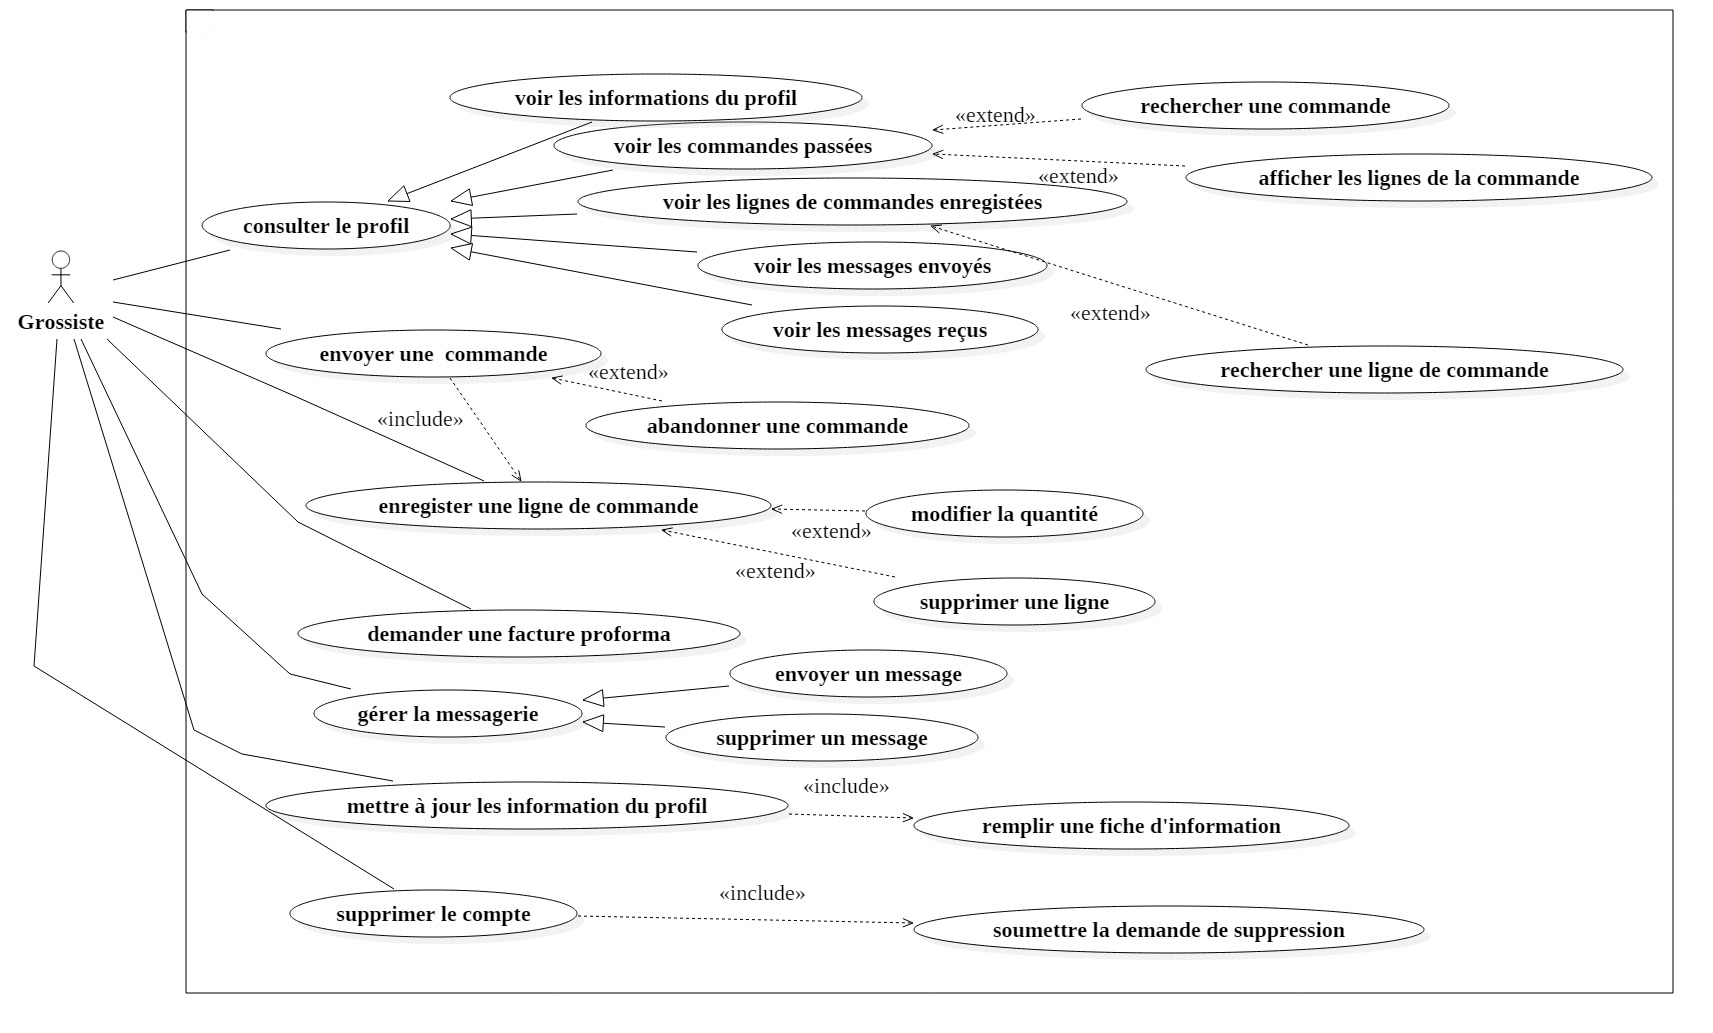 voir les informations du profil
rechercher une commande
«extend»
voir les commandes passées
«extend»
afficher les lignes de la commande
voir les lignes de commandes enregistées
consulter le profil
voir les messages envoyés
«extend»
Grossiste
voir les messages reçus
envoyer une  commande
«extend»
rechercher une ligne de commande
«include»
abandonner une commande
enregister une ligne de commande
modifier la quantité
«extend»
«extend»
supprimer une ligne
demander une facture proforma
envoyer un message
gérer la messagerie
supprimer un message
«include»
mettre à jour les information du profil
remplir une fiche d'information
«include»
supprimer le compte
soumettre la demande de suppression